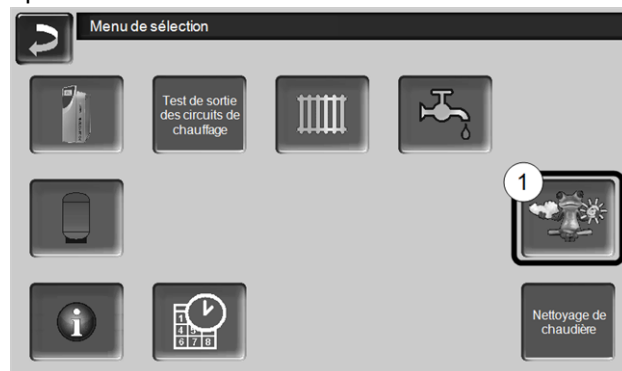 Menu de sélection
Test de sortie
des circuits de
chauffage
1
Nettoyage de
chaudière